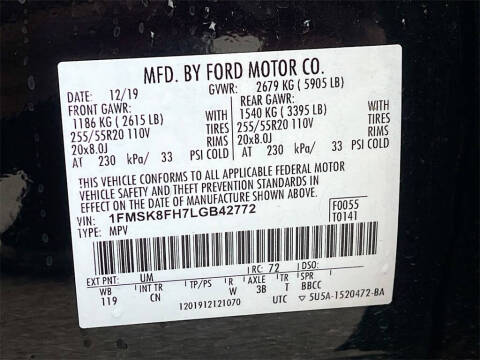 MFD. BY FORD MOTOR CO.
DATE: 12/19 GVWR: 2679 KG ( 5905 LB)
FRONT GAWR: REAR GAWR:
1186 KG ( 2615 LB) WITH 1540 KG ( 3395 LB) WITH
255/55R20 110V TIRES 255/55R20 110V TIRES
20x8.0J RIMS 20x8.0J RIMS
AT 230 kPa/ 33 PSI COLD AT 230 kPa/ 33 PSI COLD
THIS VEHICLE CONFORMS TO ALL APPLICABLE FEDERAL MOTOR
VEHICLE SAFETY AND THEFT PREVENTION STANDARDS IN
EFFECT ON THE DATE OF MANUFACTURE SHOWN ABOVE.
VIN: 1FMSK8FH7LGB42772 F0055
TYPE: MPV T0141
EXT PNT: UM RC: 72 DSO:
WB INT TR TP/PS R AXLE T SPR
119 CN W 3B T BBCC
1201912121070 UTC ▽5U5A-1520472-BA